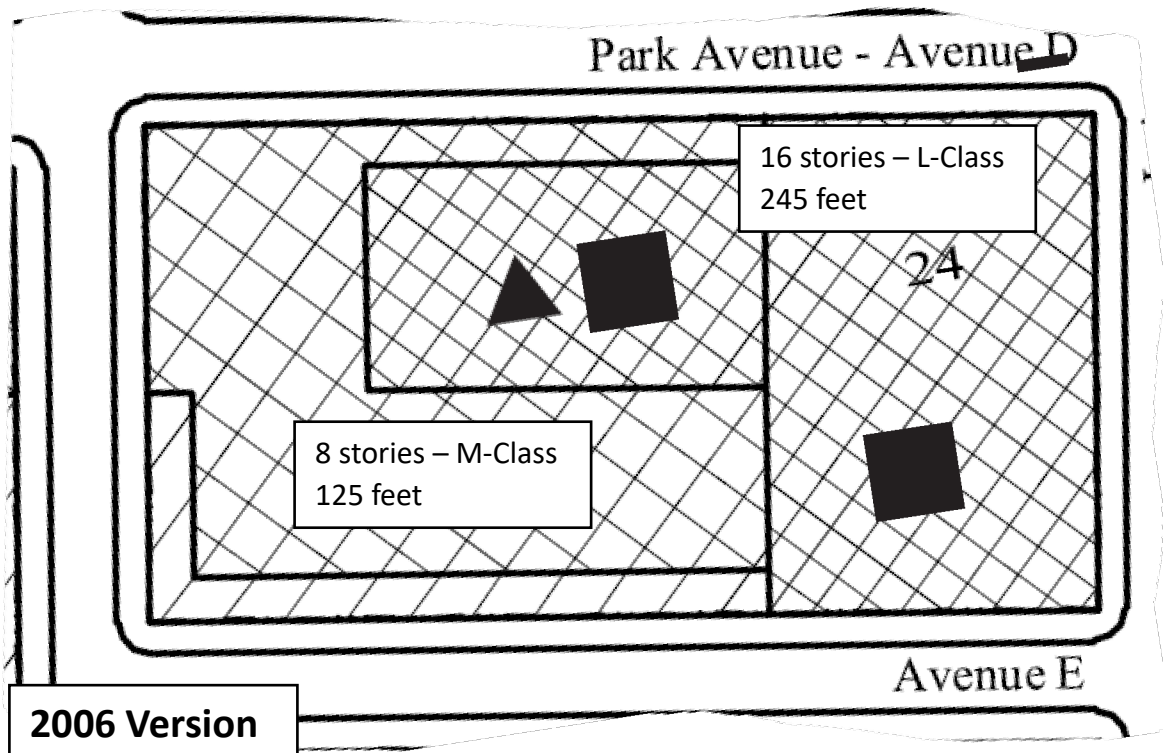 Park Avenue - Avenue D
16 stories – L-Class
245 feet
24
8 stories – M-Class
125 feet
Avenue E
2006 Version